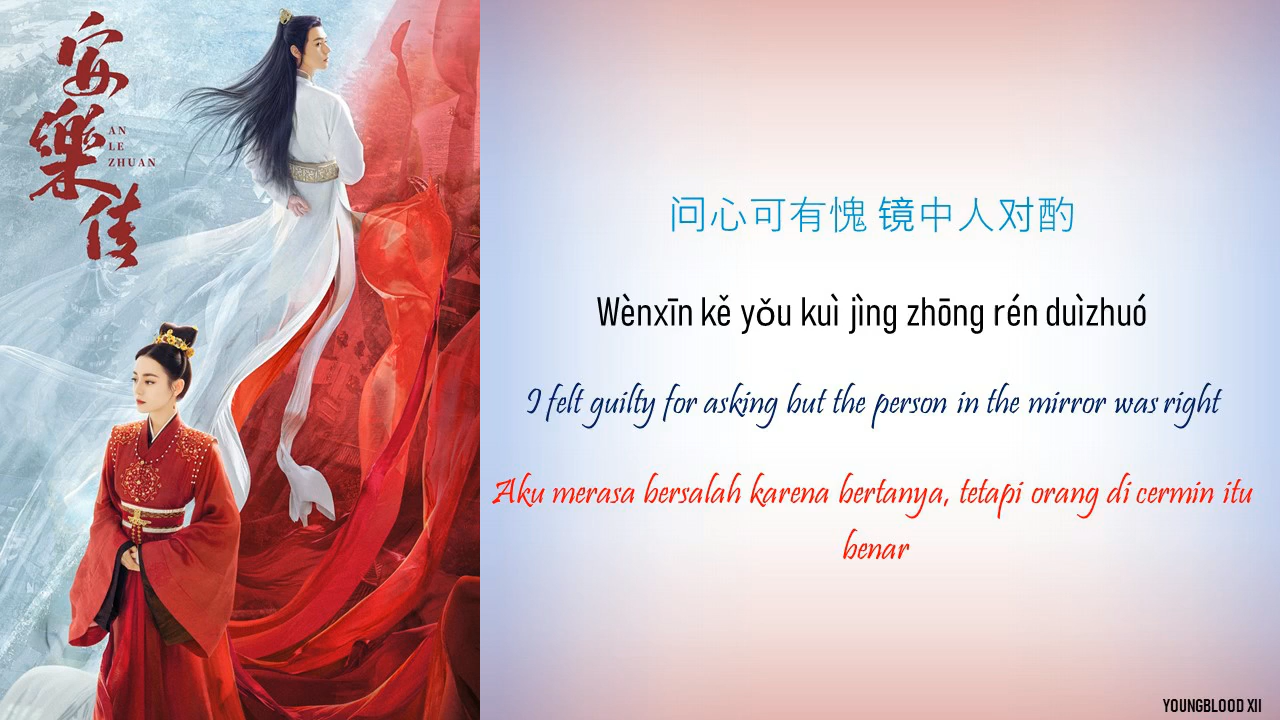 安樂传
AN
LE
ZHUAN
问心可有愧 镜中人对酌
Wènxīn kě yǒu kuì jìng zhōng rén duìzhuó
I felt guilty for asking but the person in the mirror was right
Aku merasa bersalah karena bertanya, tetapi orang di cermin itu
benar
YOUNGBLOOD XII